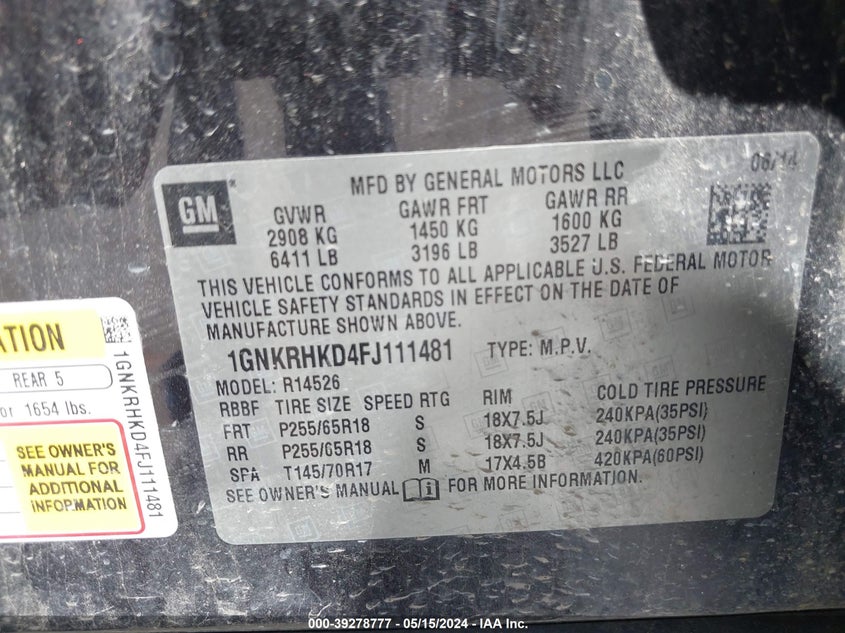 MFD BY GENERAL MOTORS LLC 06/14
GM ®
GVWR GAWR FRT GAWR RR
2908 KG 1450 KG 1600 KG
6411 LB 3196 LB 3527 LB
THIS VEHICLE CONFORMS TO ALL APPLICABLE U.S. FEDERAL MOTOR
VEHICLE SAFETY STANDARDS IN EFFECT ON THE DATE OF
MANUFACTURE SHOWN ABOVE.
1GNKRHKD4FJ111481 TYPE: M.P.V.
MODEL: R14526
RBBF TIRE SIZE SPEED RTG RIM COLD TIRE PRESSURE
FRT P255/65R18 S 18X7.5J 240KPA(35PSI)
RR P255/65R18 S 18X7.5J 240KPA(35PSI)
SPA T145/70R17 M 17X4.5B 420KPA(60PSI)
SEE OWNER'S MANUAL FOR MORE INFORMATION.
REAR 5
or 1654 lbs.
SEE OWNER'S
MANUAL FOR
ADDITIONAL
INFORMATION
1GNKRHKD4FJ111481
000-39278777 - 05/15/2024 - IAA Inc.